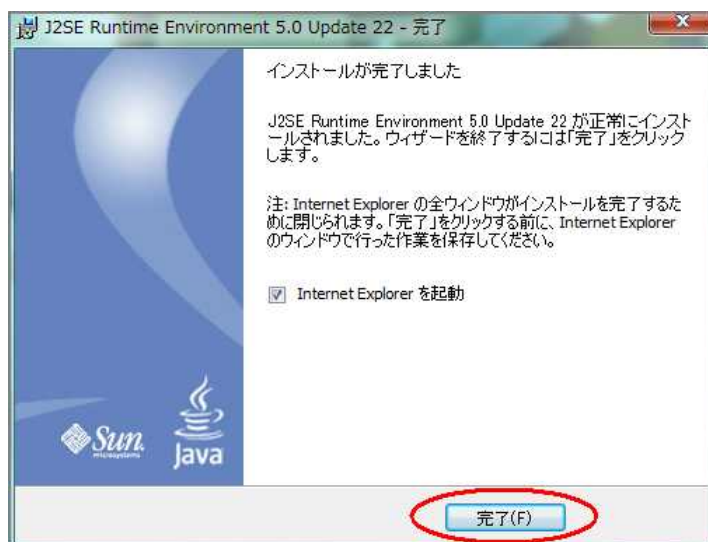 J2SE Runtime Environment 5.0 Update 22 - 完了
インストールが完了しました
J2SE Runtime Environment 5.0 Update 22 が正常にインスト
ールされました。ウィザードを終了するには「完了」をクリック
します。
注: Internet Explorer の全ウィンドウがインストールを完了するた
めに閉じられます。「完了」をクリックする前に、Internet Explorer
のウィンドウで行った作業を保存してください。
Internet Explorer を起動
Sun
microsystems
Java
完了(F)